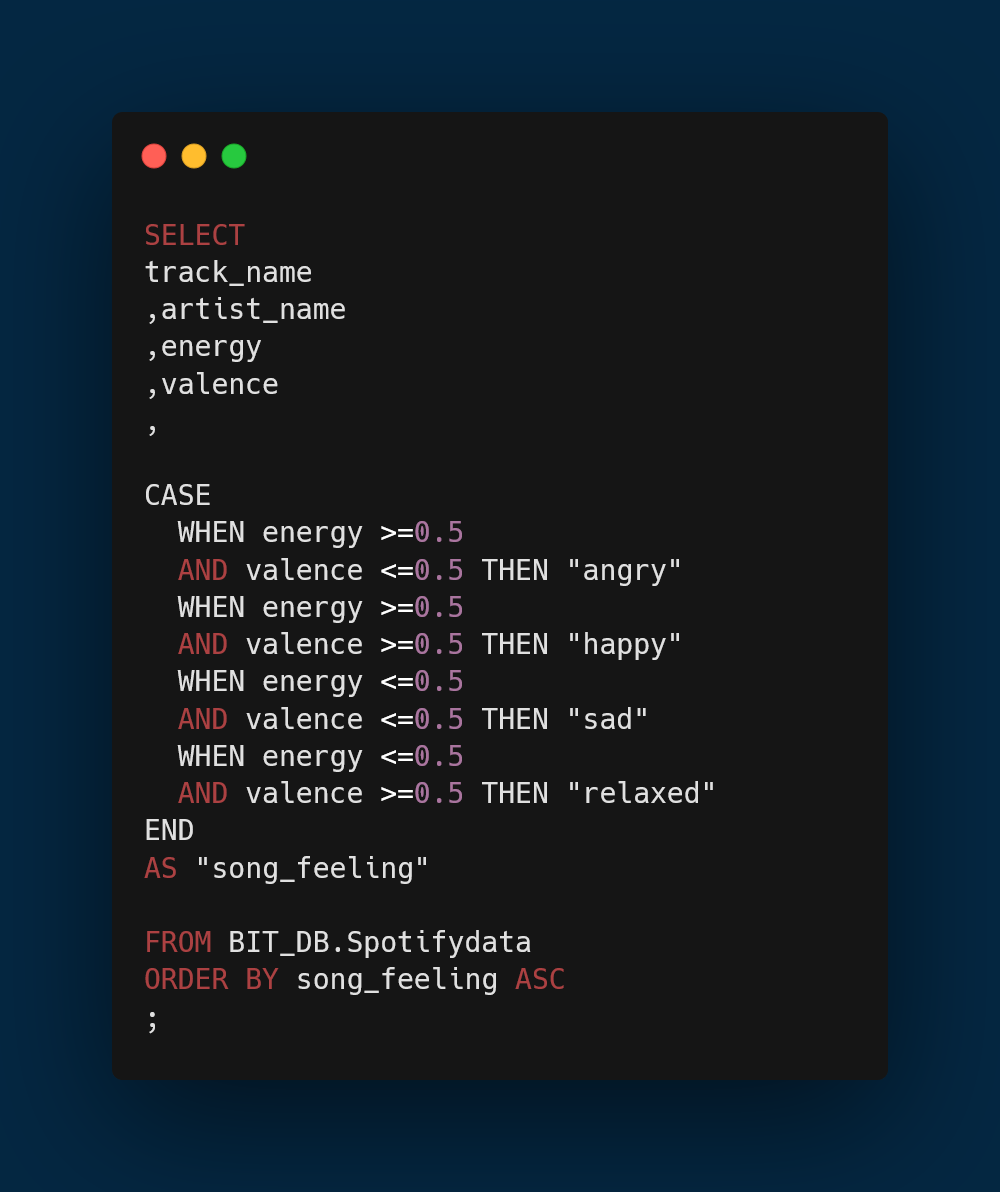 SELECT
track_name
,artist_name
,energy
,valence
,
CASE
  WHEN energy >=0.5
  AND valence <=0.5 THEN "angry"
  WHEN energy >=0.5
  AND valence >=0.5 THEN "happy"
  WHEN energy <=0.5
  AND valence <=0.5 THEN "sad"
  WHEN energy <=0.5
  AND valence >=0.5 THEN "relaxed"
END
AS "song_feeling"
FROM BIT_DB.Spotifydata
ORDER BY song_feeling ASC
;